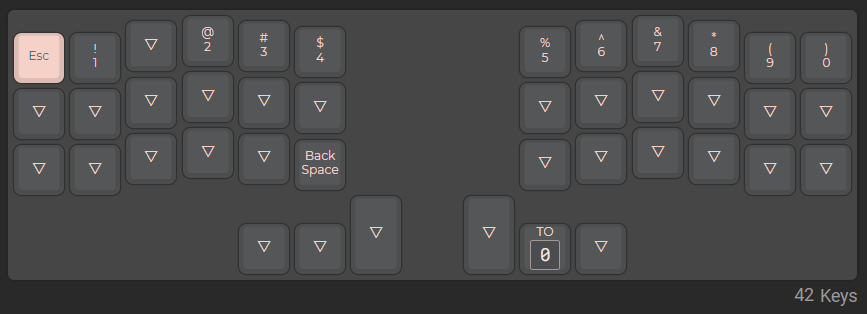 Esc
!
1
▽
@
2
#
3
$
4
%
5
^
6
&
7
*
8
(
9
)
0
▽ ▽ ▽ ▽ ▽ ▽ ▽ ▽ ▽ ▽ ▽ ▽
▽ ▽ ▽ ▽ ▽
Back
Space
▽ ▽ ▽ ▽ ▽ ▽
▽ ▽ ▽ ▽
TO
0
▽
42 Keys